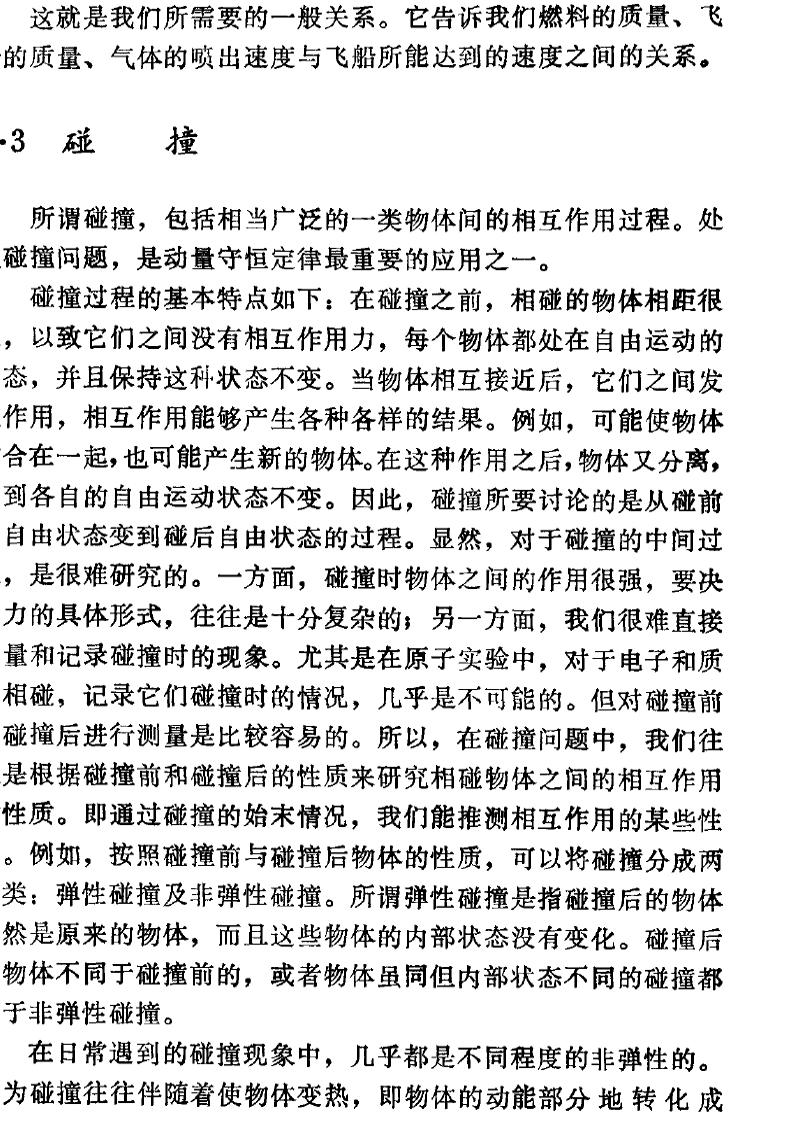 这就是我们所需要的一般关系。它告诉我们燃料的质量、飞
的质量、气体的喷出速度与飞船所能达到的速度之间的关系。
·3 碰 撞
所谓碰撞，包括相当广泛的一类物体间的相互作用过程。处
碰撞问题，是动量守恒定律最重要的应用之一。
碰撞过程的基本特点如下：在碰撞之前，相碰的物体相距很
，以致它们之间没有相互作用力，每个物体都处在自由运动的
态，并且保持这种状态不变。当物体相互接近后，它们之间发
作用，相互作用能够产生各种各样的结果。例如，可能使物体
合在一起，也可能产生新的物体。在这种作用之后，物体又分离，
到各自的自由运动状态不变。因此，碰撞所要讨论的是从碰前
自由状态变到碰后自由状态的过程。显然，对于碰撞的中间过
，是很难研究的。一方面，碰撞时物体之间的作用很强，要决
力的具体形式，往往是十分复杂的；另一方面，我们很难直接
量和记录碰撞时的现象。尤其是在原子实验中，对于电子和质
相碰，记录它们碰撞时的情况，几乎是不可能的。但对碰撞前
碰撞后进行测量是比较容易的。所以，在碰撞问题中，我们往
是根据碰撞前和碰撞后的性质来研究相碰物体之间的相互作用
性质。即通过碰撞的始末情况，我们能推测相互作用的某些性
。例如，按照碰撞前与碰撞后物体的性质，可以将碰撞分成两
类：弹性碰撞及非弹性碰撞。所谓弹性碰撞是指碰撞后的物体
然是原来的物体，而且这些物体的内部状态没有变化。碰撞后
物体不同于碰撞前的，或者物体虽同但内部状态不同的碰撞都
于非弹性碰撞。
在日常遇到的碰撞现象中，几乎都是不同程度的非弹性的。
为碰撞往往伴随着使物体变热，即物体的动能部分地转化成